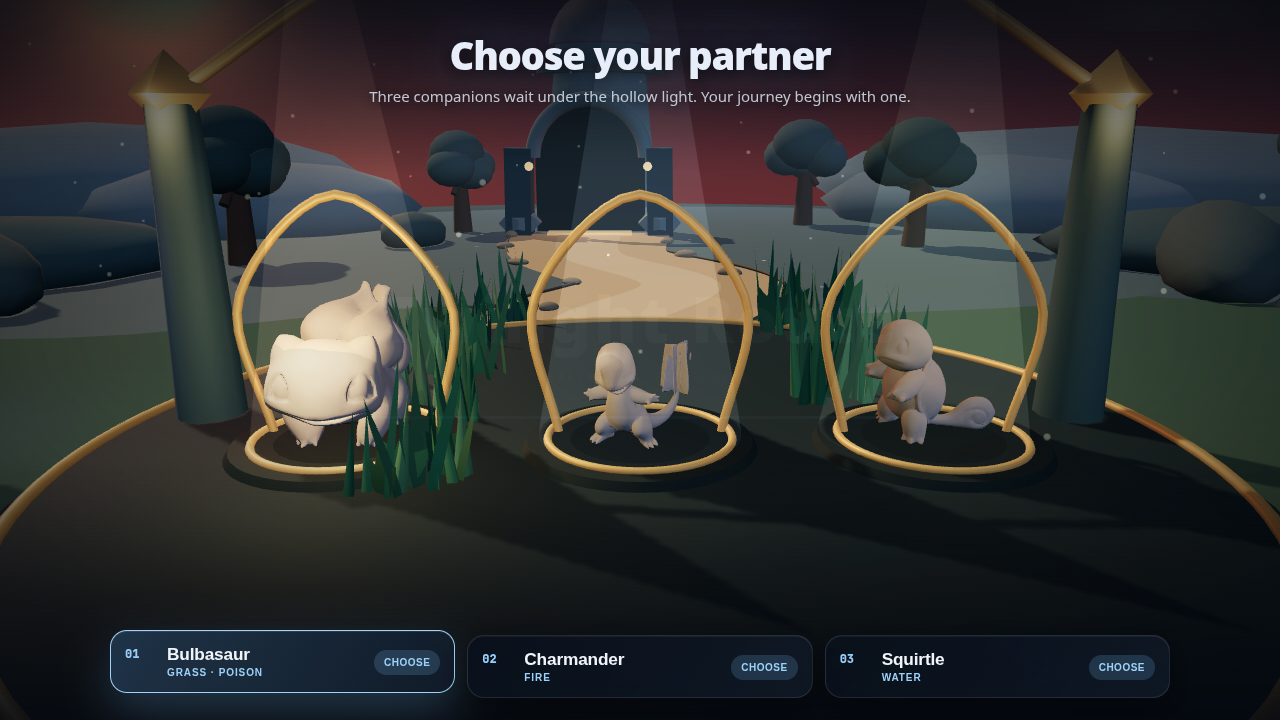 Choose your partner
Three companions wait under the hollow light. Your journey begins with one.
01
Bulbasaur
GRASS · POISON
CHOOSE
02
Charmander
FIRE
CHOOSE
03
Squirtle
WATER
CHOOSE